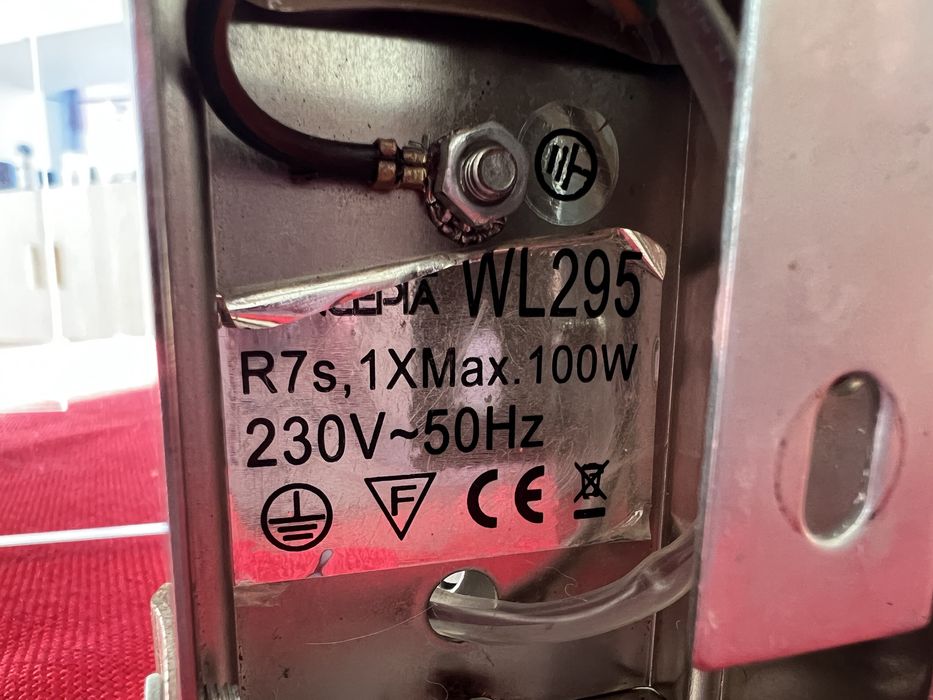 WL295
R7s,1XMax.100W
230V~50Hz
F
CE